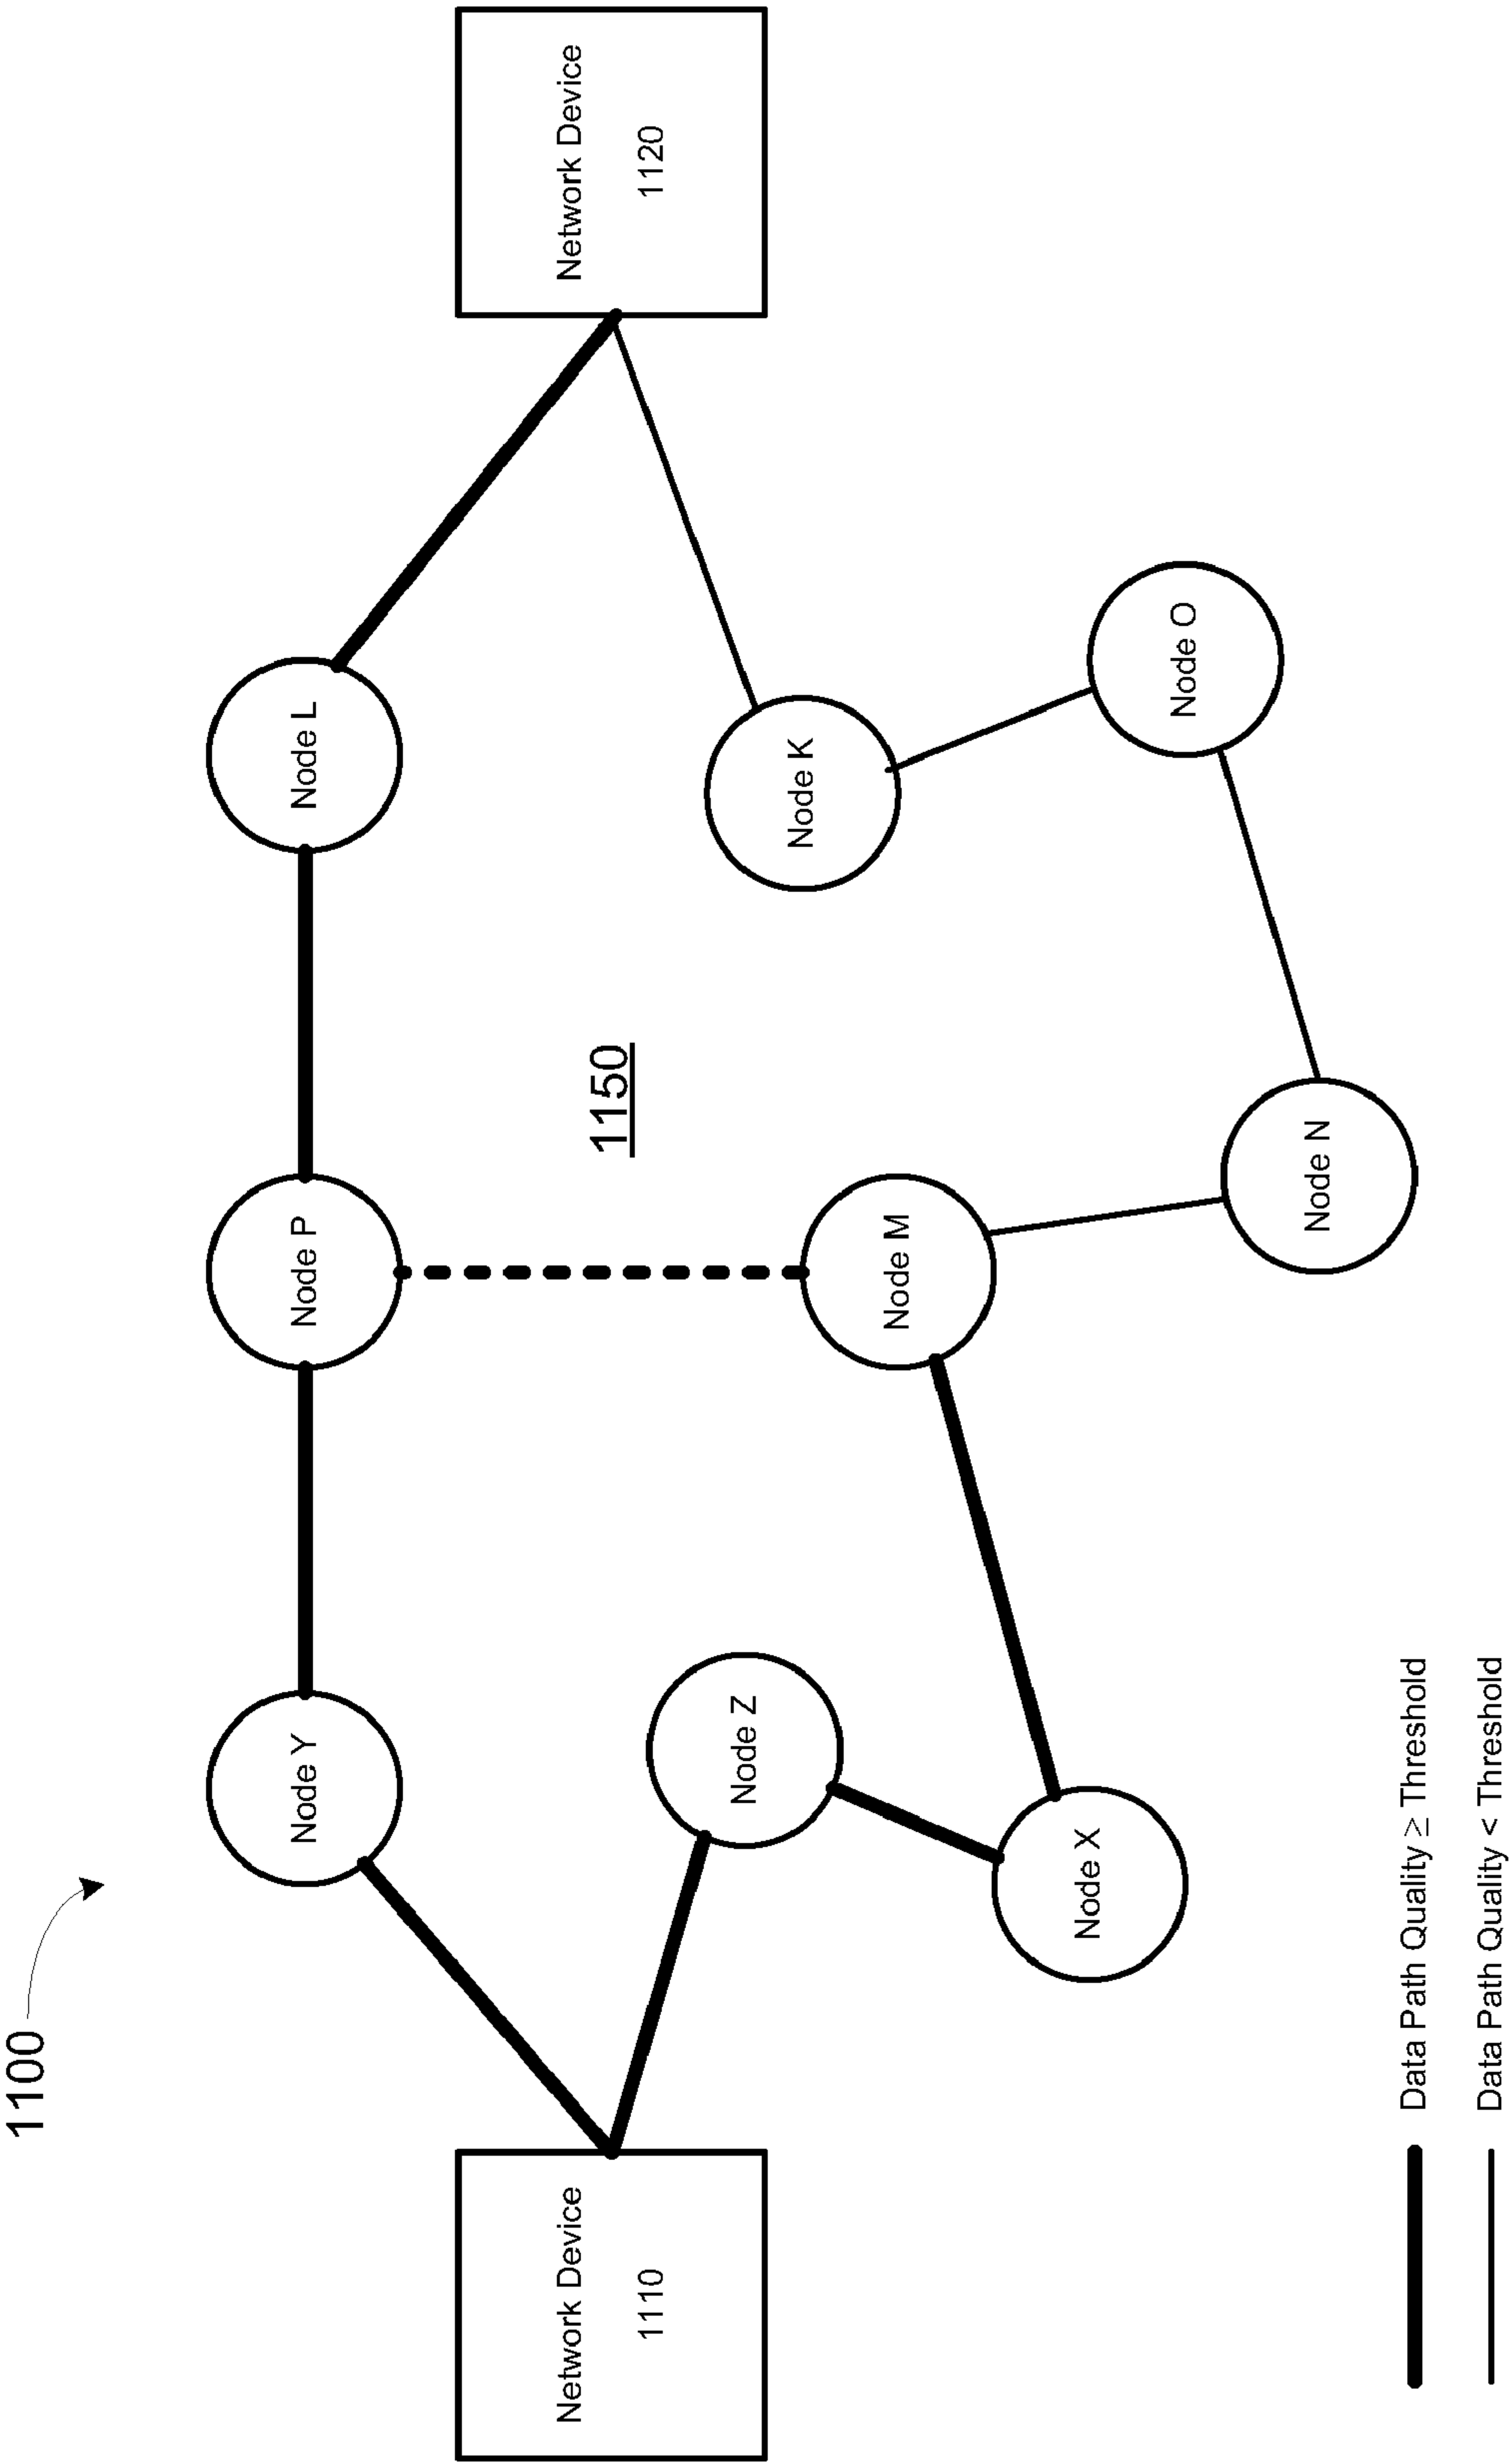 1100
Network Device
1110
Node Y
Node P
Node L
Network Device
1120
1150
Node Z
Node M
Node K
Node X
Node N
Node O
Data Path Quality ≥ Threshold
Data Path Quality < Threshold